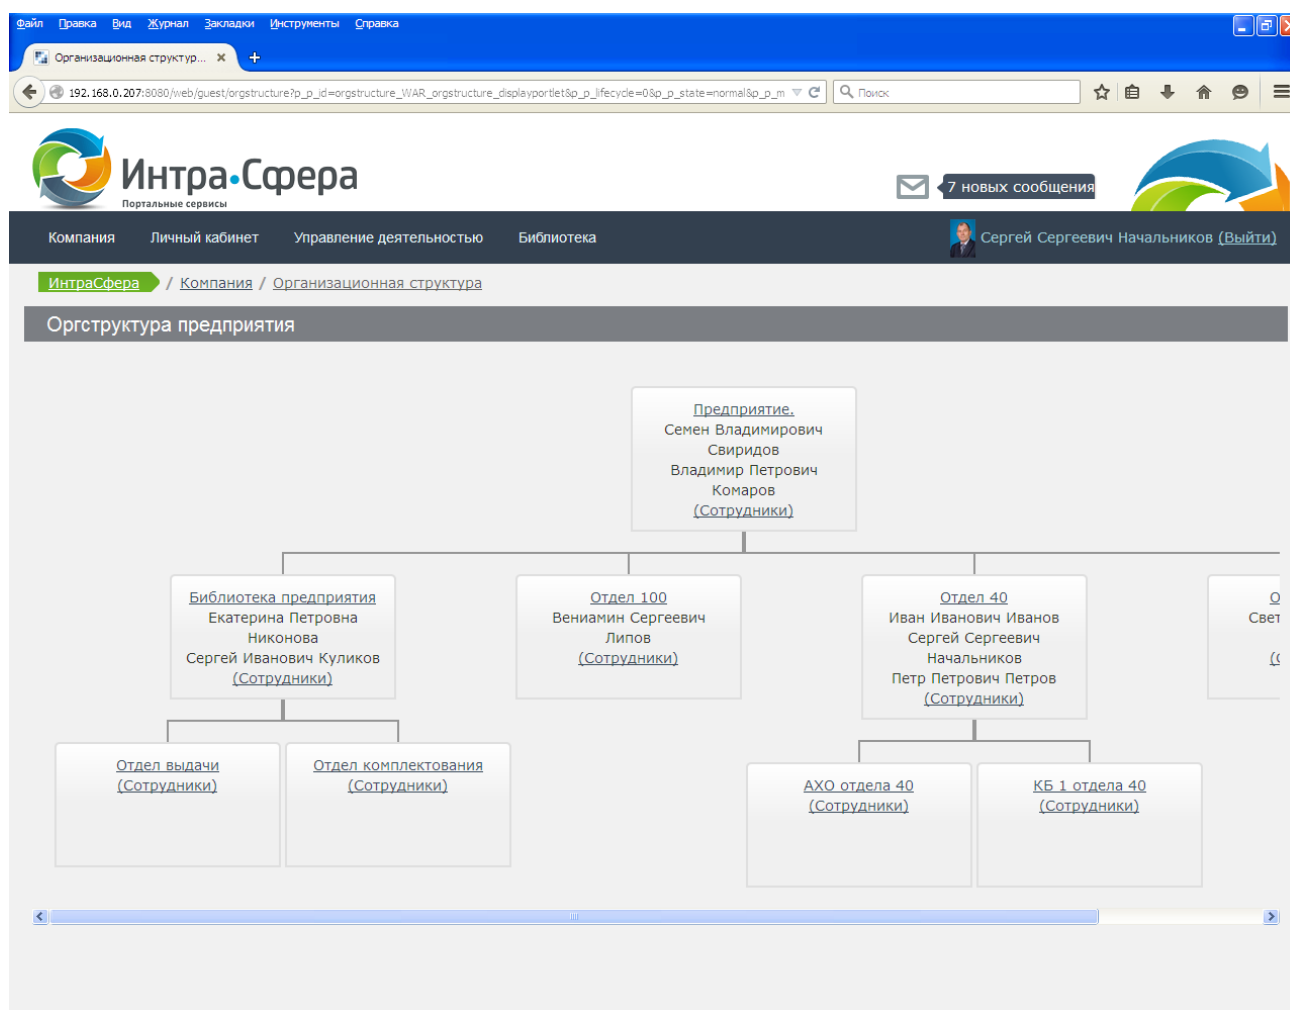 Файл Правка Вид Журнал Закладки Инструменты Справка
Организационная структур... × +
192.168.0.207:8080/web/guest/orgstructure?p_p_id=orgstructure_WAR_orgstructure_displayportlet&p_p_lifecycle=0&p_p_state=normal&p_p_m
Поиск
Интра•Сфера
Портальные сервисы
7 новых сообщения
Компания Личный кабинет Управление деятельностью Библиотека
Сергей Сергеевич Начальников (Выйти)
ИнтраСфера / Компания / Организационная структура
Оргструктура предприятия
Предприятие.
Семен Владимирович
Свиридов
Владимир Петрович
Комаров
(Сотрудники)
Библиотека предприятия
Екатерина Петровна
Никонова
Сергей Иванович Куликов
(Сотрудники)
Отдел 100
Вениамин Сергеевич
Липов
(Сотрудники)
Отдел 40
Иван Иванович Иванов
Сергей Сергеевич
Начальников
Петр Петрович Петров
(Сотрудники)
Отдел выдачи
(Сотрудники)
Отдел комплектования
(Сотрудники)
АХО отдела 40
(Сотрудники)
КБ 1 отдела 40
(Сотрудники)